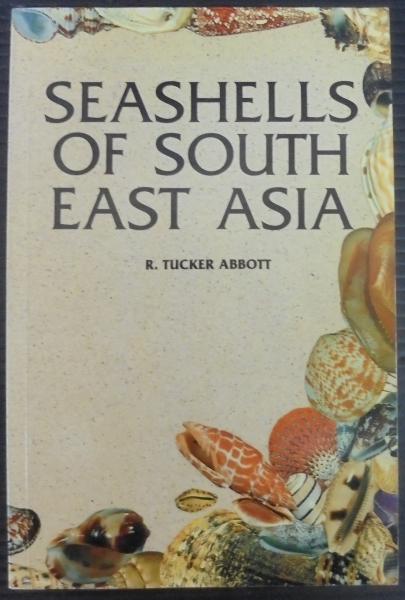 SEASHELLS
OF SOUTH
EAST ASIA
R. TUCKER ABBOTT